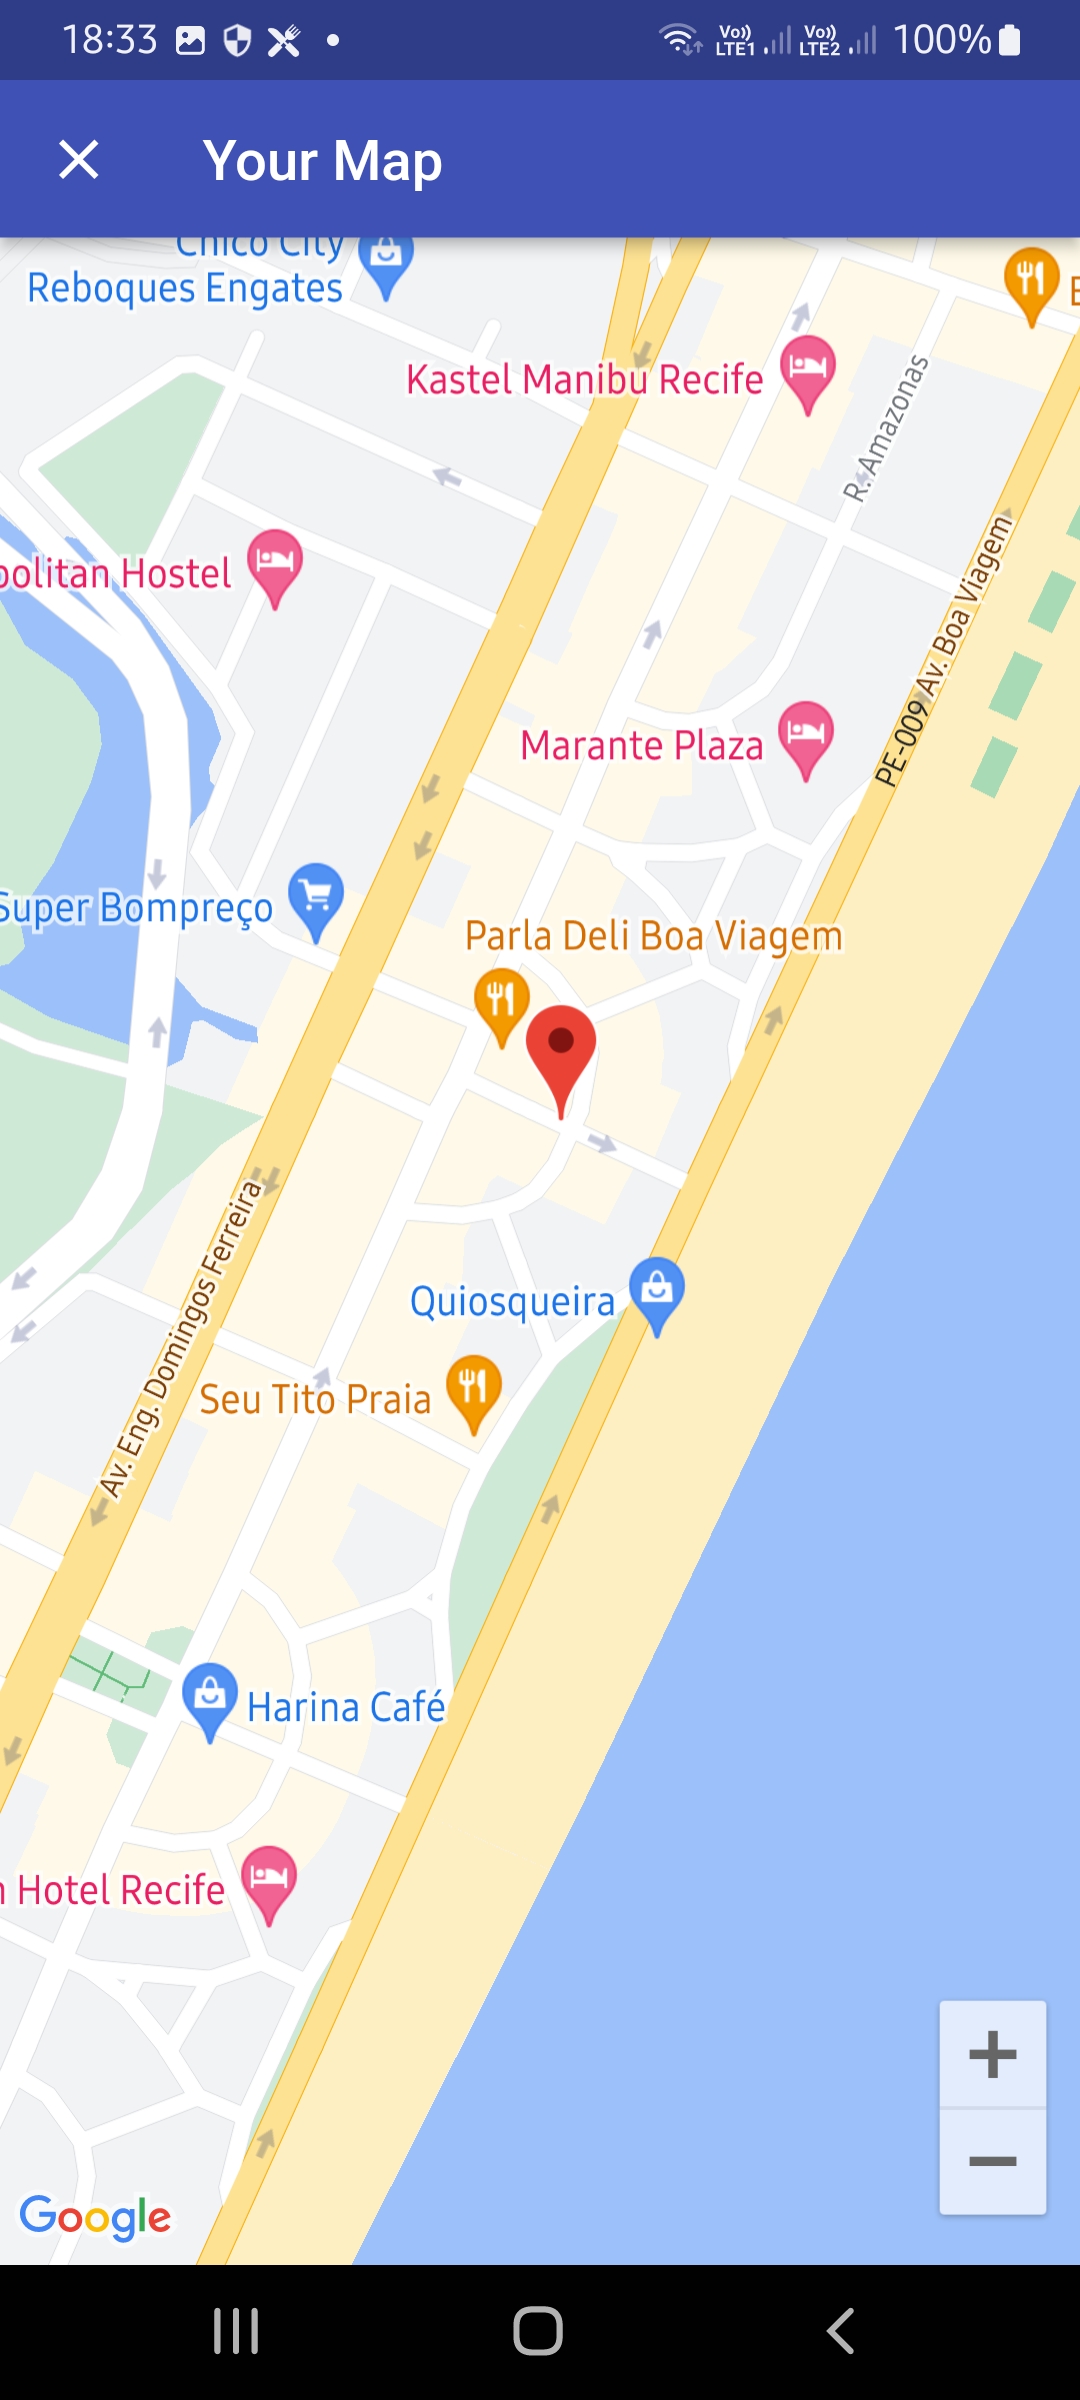 18:33
Vo)) LTE1 Vo)) LTE2 100%
Your Map
Chico City
Reboques Engates
E
Kastel Manibu Recife
R. Amazonas
politan Hostel
PE-009 Av. Boa Viagem
Marante Plaza
Super Bompreço
Parla Deli Boa Viagem
Av. Eng. Domingos Ferreira
Quiosqueira
Seu Tito Praia
Harina Café
n Hotel Recife
Google